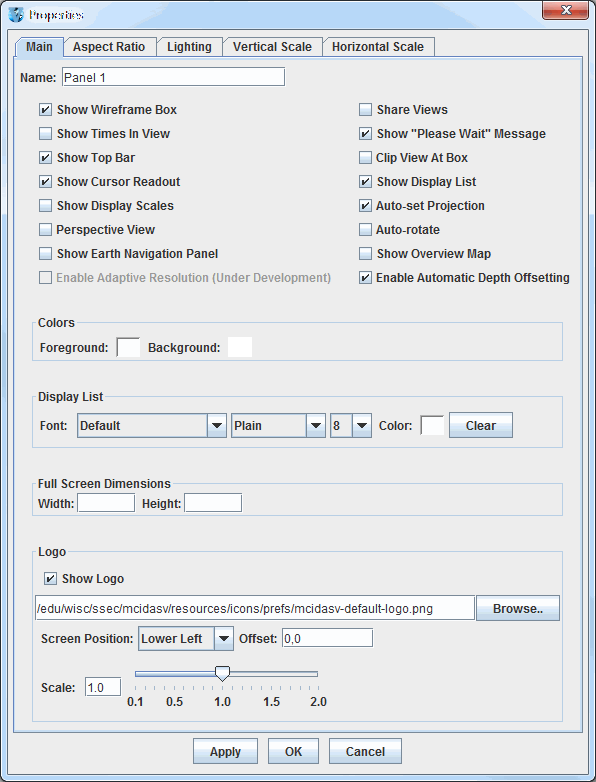 Properties
Main Aspect Ratio Lighting Vertical Scale Horizontal Scale
Name: Panel 1
Show Wireframe Box Share Views
Show Times In View Show "Please Wait" Message
Show Top Bar Clip View At Box
Show Cursor Readout Show Display List
Show Display Scales Auto-set Projection
Perspective View Auto-rotate
Show Earth Navigation Panel Show Overview Map
Enable Adaptive Resolution (Under Development) Enable Automatic Depth Offsetting
Colors
Foreground: Background:
Display List
Font: Default Plain 8 Color: Clear
Full Screen Dimensions
Width: Height:
Logo
Show Logo
/edu/wisc/ssec/mcidasv/resources/icons/prefs/mcidasv-default-logo.png Browse..
Screen Position: Lower Left Offset: 0,0
Scale: 1.0
0.1 0.5 1.0 1.5 2.0
Apply OK Cancel